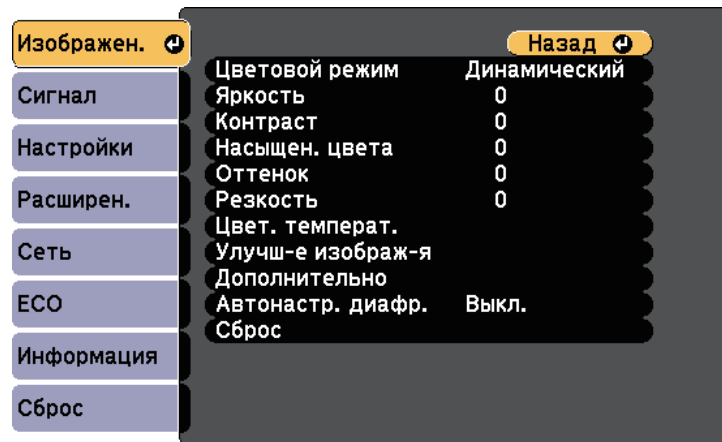 Изображен.
Сигнал
Настройки
Расширен.
Сеть
ECO
Информация
Сброс
Назад
Цветовой режим Динамический
Яркость 0
Контраст 0
Насыщен. цвета 0
Оттенок 0
Резкость 0
Цвет. температ.
Улучш-е изображ-я
Дополнительно
Автонастр. диафр. Выкл.
Сброс